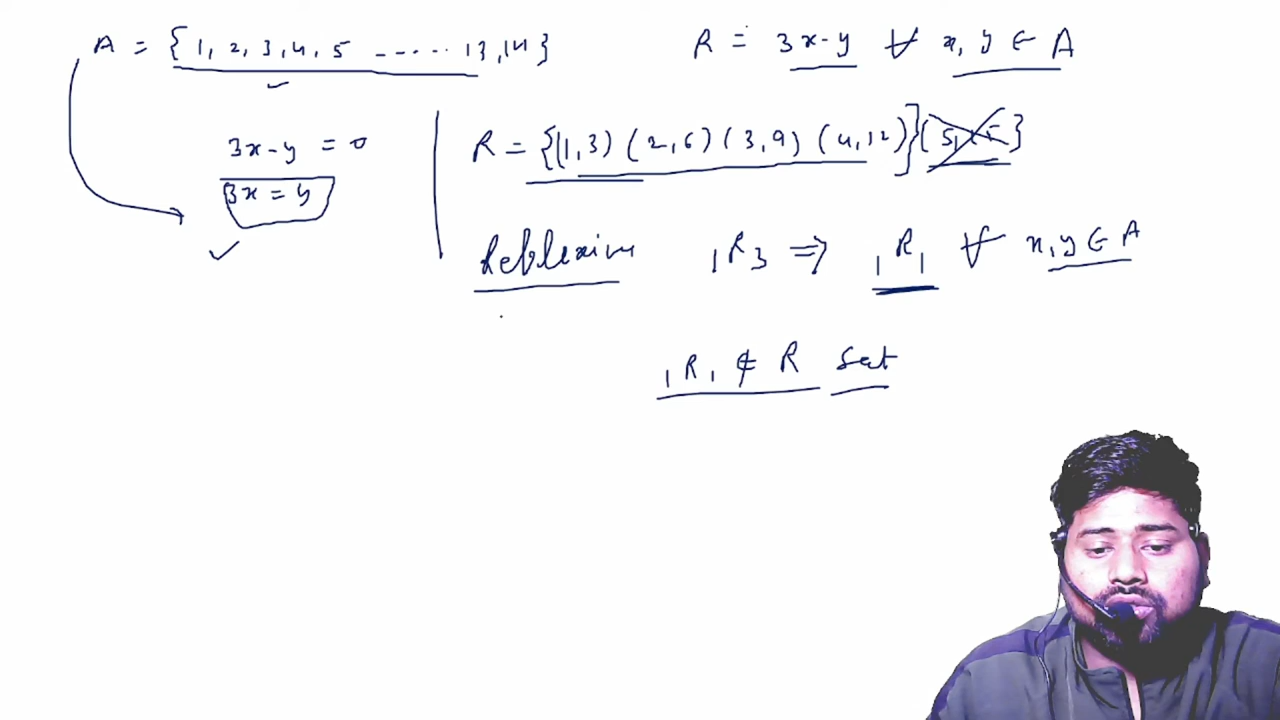 A = {1, 2, 3, 4, 5 ------ 13, 14}
R = 3x-y ∀ x, y ∈ A
3x-y = 0
3x = y
R = {(1,3) (2,6) (3,9) (4,12)} (5,15)}
Reflexive 1R3 ⇒ 1R1 ∀ x,y ∈ A
1R1 ∉ R Set